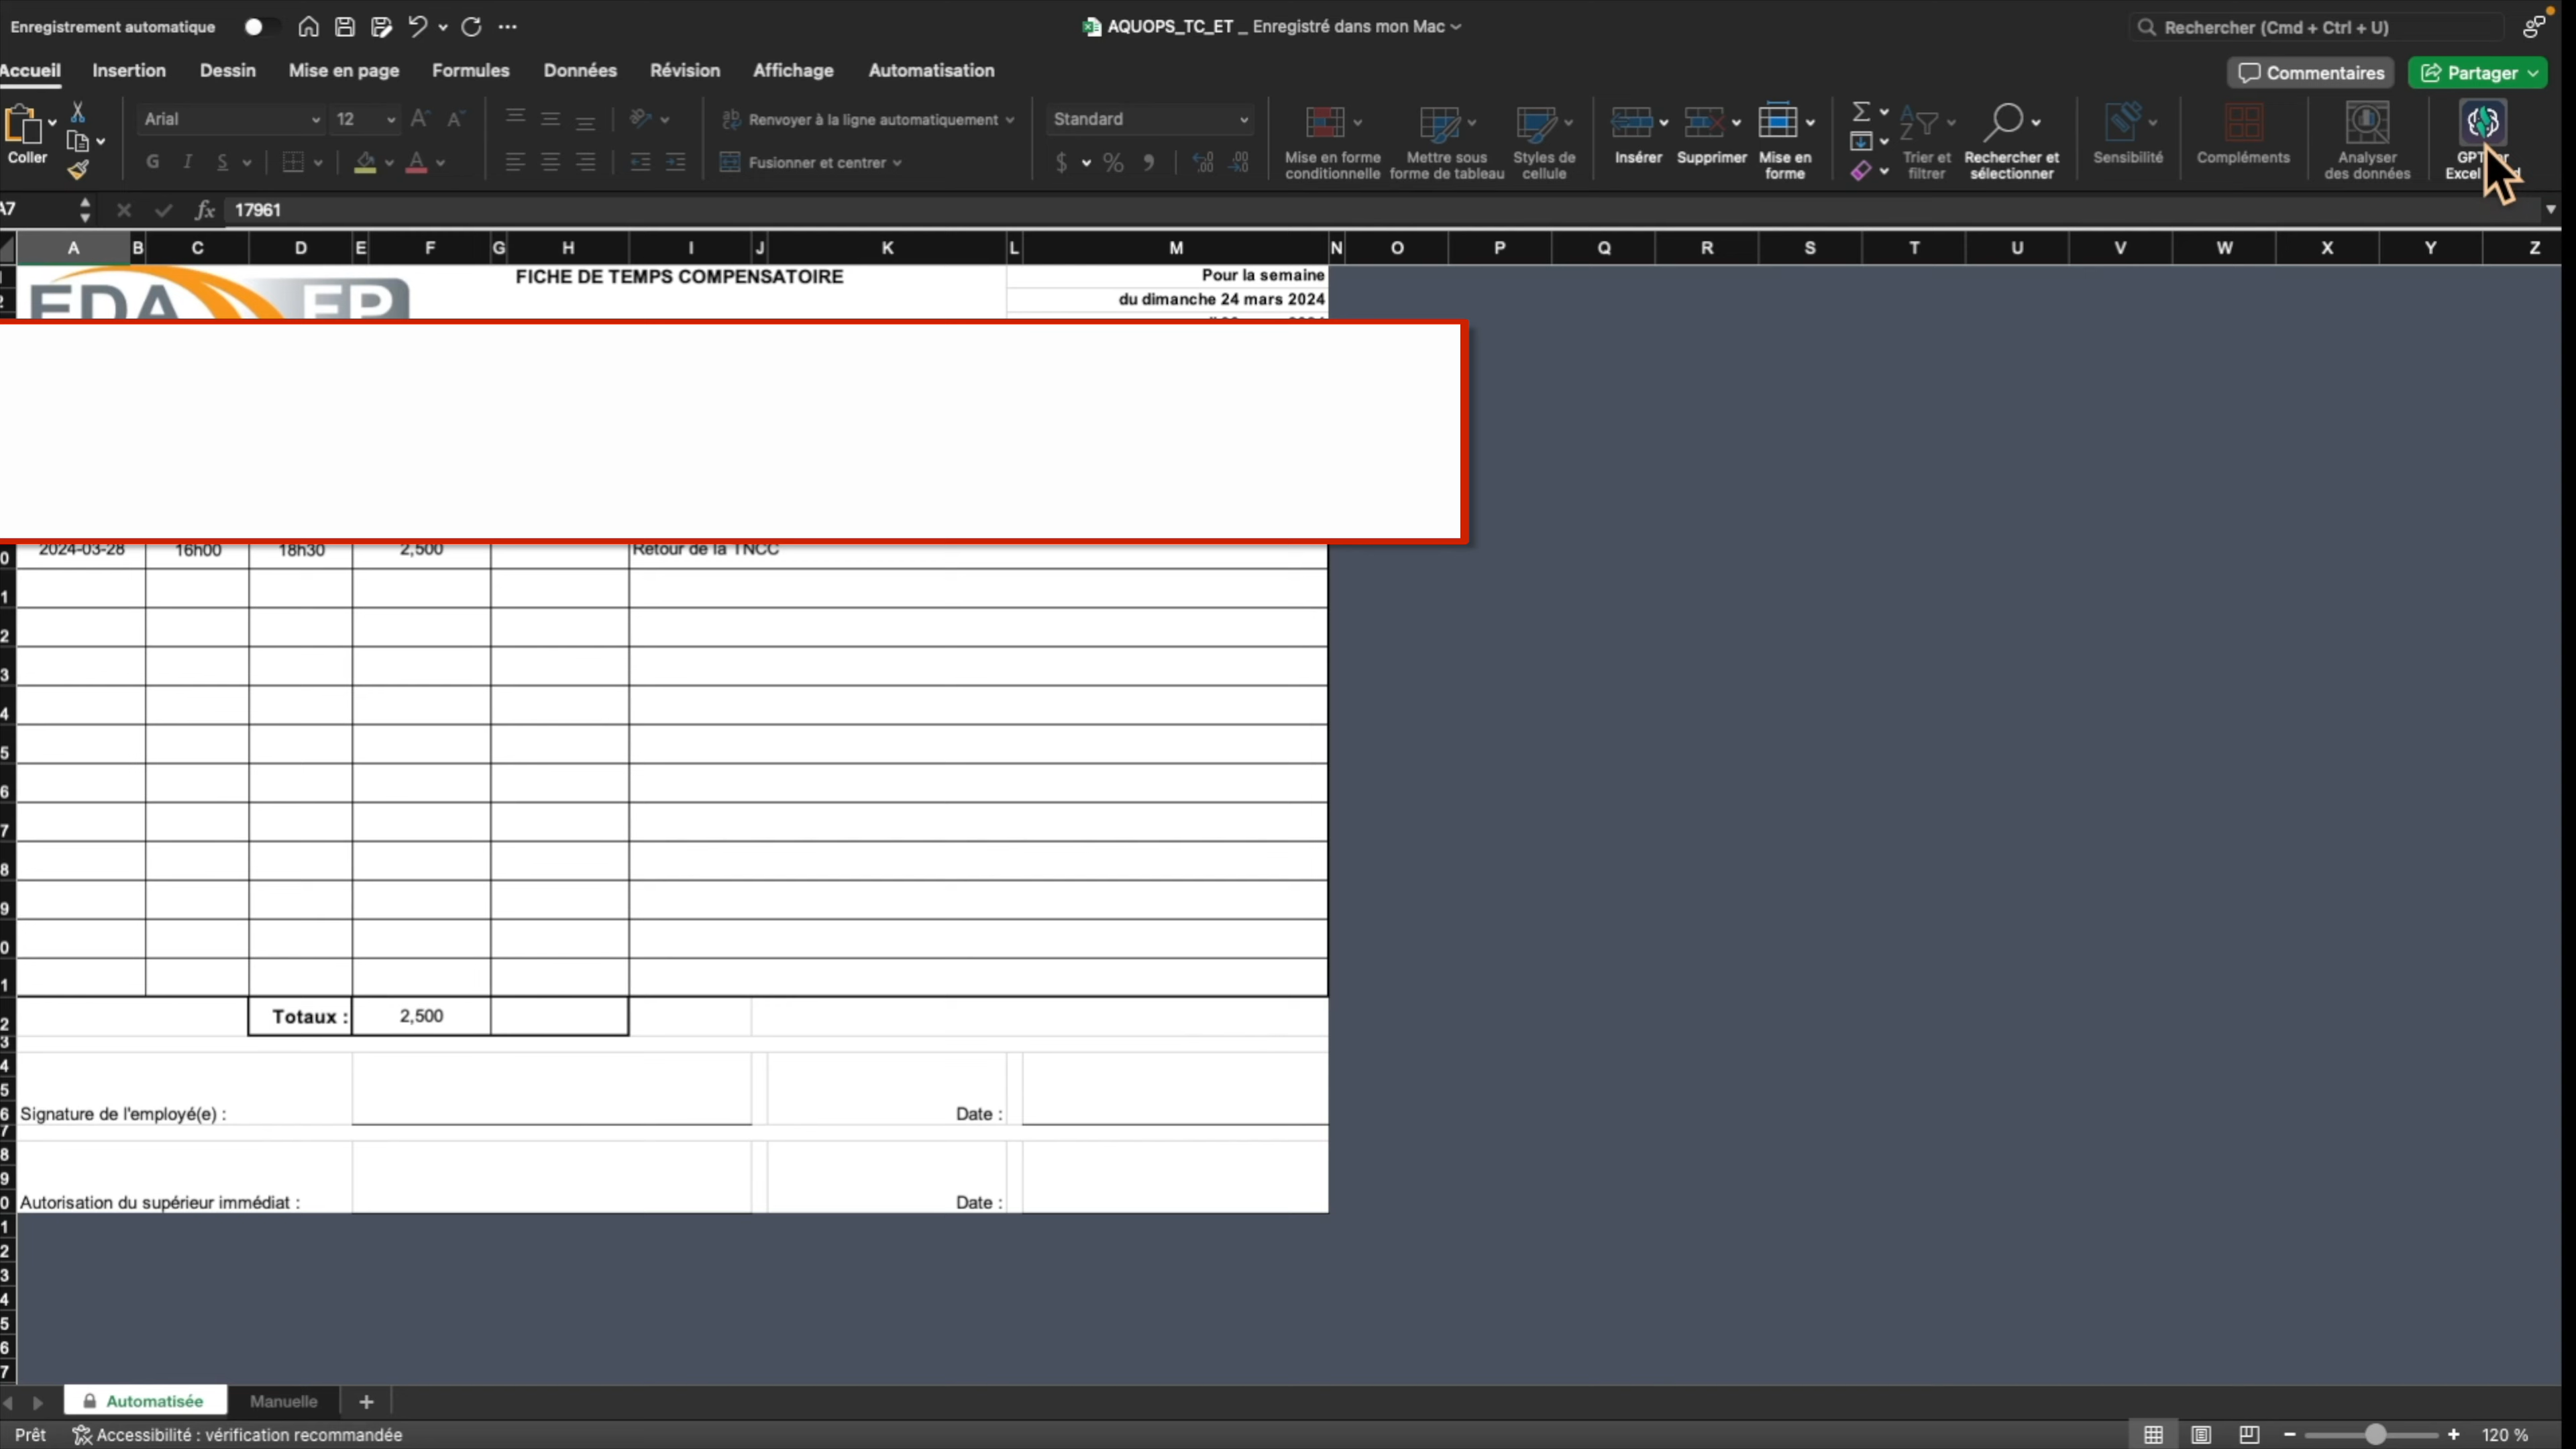 Enregistrement automatique
AQUOPS_TC_ET _ Enregistré dans mon Mac
Rechercher (Cmd + Ctrl + U)
Accueil Insertion Dessin Mise en page Formules Données Révision Affichage Automatisation
Commentaires Partager
Arial 12 Renvoyer à la ligne automatiquement Standard
Coller
G I S Fusionner et centrer $ %
Mise en forme conditionnelle
Mettre sous forme de tableau
Styles de cellule
Insérer Supprimer Mise en forme
Trier et filtrer
Rechercher et sélectionner
Sensibilité
Compléments
Analyser des données
Excel
A7 fx 17961
A B C D E F G H I J K L M N O P Q R S T U V W X Y Z
EDA FP
FICHE DE TEMPS COMPENSATOIRE
Pour la semaine
du dimanche 24 mars 2024
2024-03-28 16h00 18h30 2,500 Retour de la TNCC
Totaux : 2,500
Signature de l'employé(e) : Date :
Autorisation du supérieur immédiat : Date :
Automatisée Manuelle +
Prêt Accessibilité : vérification recommandée
120 %